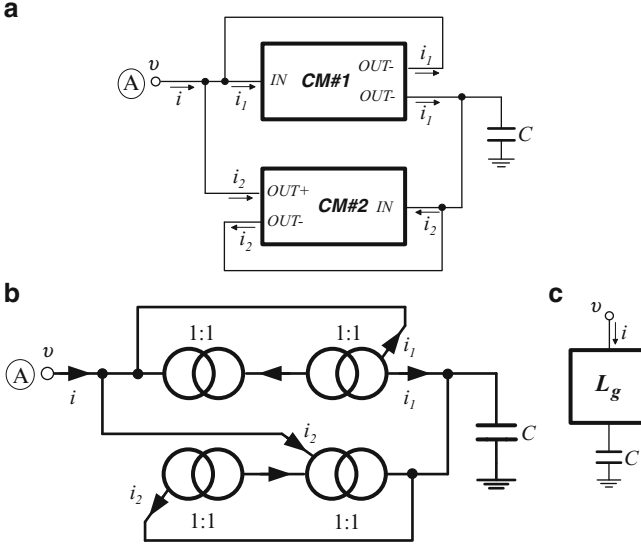 a
A υ
i
i₁
IN CM#1 OUT-
OUT-
i₁
i₁
C
i₂
OUT+
OUT-
CM#2 IN
i₂
i₂
b
A υ
i
1:1 1:1
i₁
i₁
i₂
i₂
1:1 1:1
C
c
υ
i
L_g
C